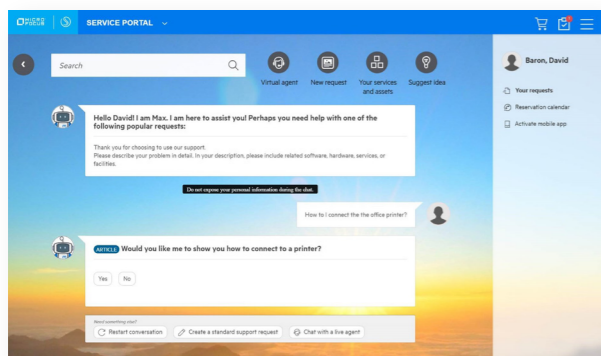 MICRO FOCUS
SERVICE PORTAL
Search
Virtual agent
New request
Your services and assets
Suggest idea
Baron, David
Your requests
Reservation calendar
Activate mobile app
Hello David! I am Max. I am here to assist you! Perhaps you need help with one of the
following popular requests:
Thank you for choosing to use our support.
Please describe your problem in detail. In your description, please include related software, hardware, services, or
facilities.
Do not expose your personal information during the chat.
How to I connect the the office printer?
ARTICLE Would you like me to show you how to connect to a printer?
Yes No
Need something else?
Restart conversation
Create a standard support request
Chat with a live agent